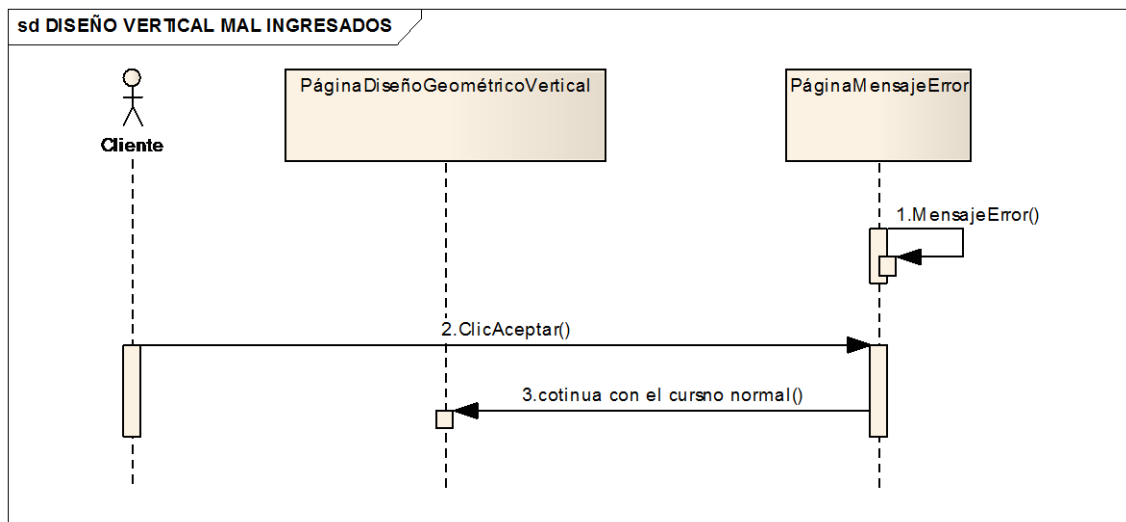 sd DISEÑO VERTICAL MAL INGRESADOS
Cliente
PáginaDiseñoGeométricoVertical
PáginaMensajeError
1.MensajeError()
2.ClicAceptar()
3.cotinua con el cursno normal()